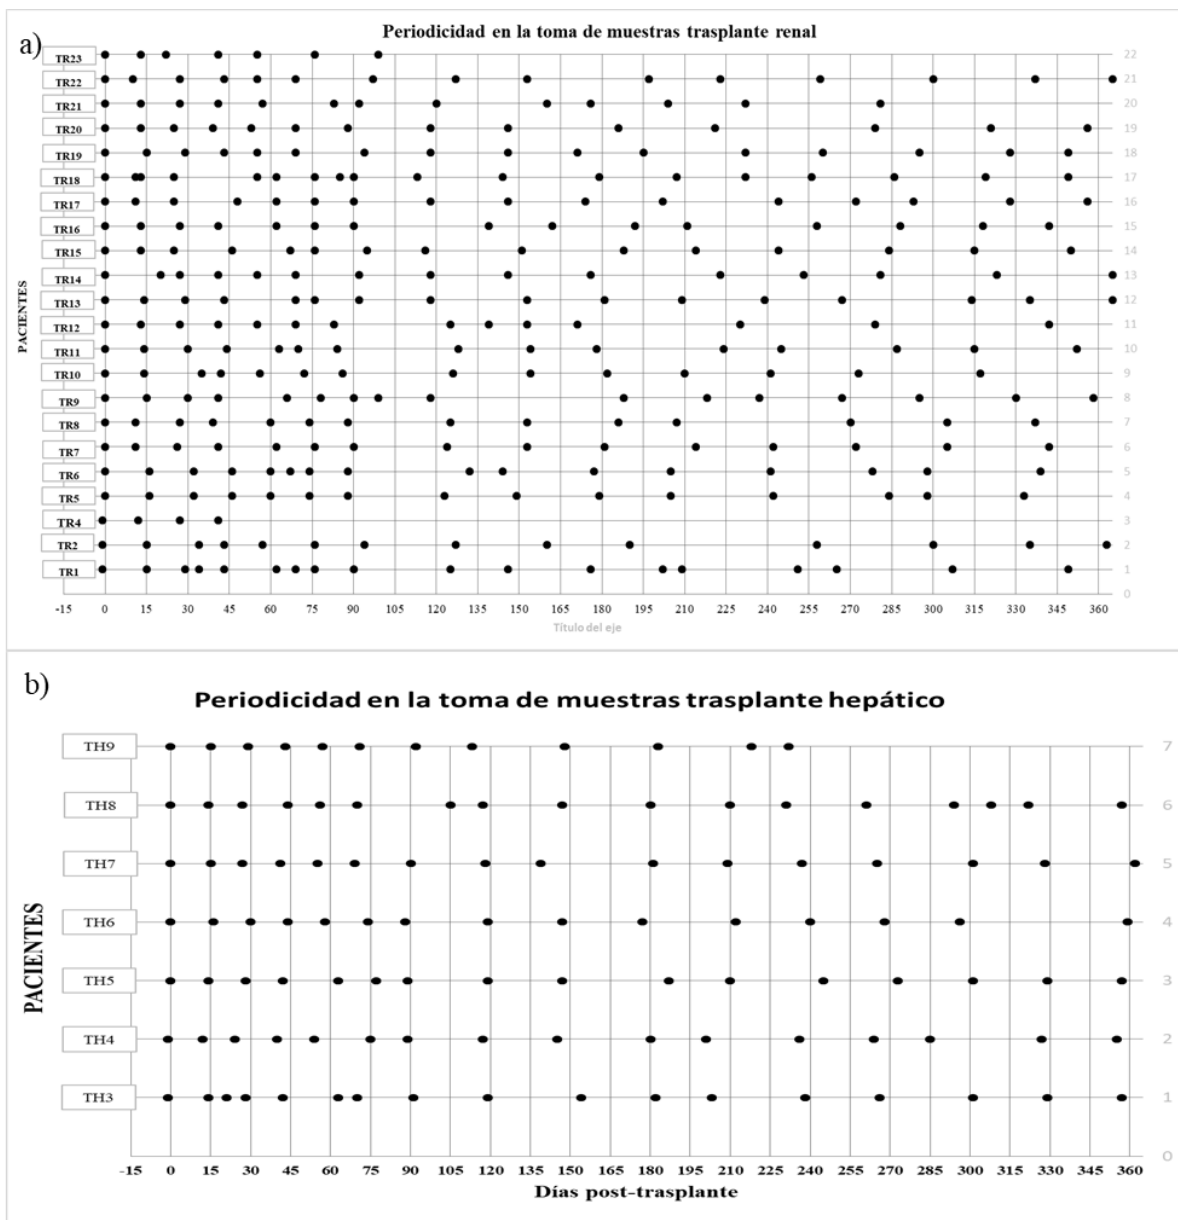 Periodicidad en la toma de muestras trasplante renal
a)
TR23 22
TR22 21
TR21 20
TR20 19
TR19 18
TR18 17
TR17 16
TR16 15
TR15 14
TR14 13
TR13 12
TR12 11
TR11 10
TR10 9
TR9 8
TR8 7
TR7 6
TR6 5
TR5 4
TR4 3
TR2 2
TR1 1
0
PACIENTES
-15 0 15 30 45 60 75 90 105 120 135 150 165 180 195 210 225 240 255 270 285 300 315 330 345 360
Título del eje
b)
Periodicidad en la toma de muestras trasplante hepático
TH9 7
TH8 6
TH7 5
TH6 4
TH5 3
TH4 2
TH3 1
0
PACIENTES
-15 0 15 30 45 60 75 90 105 120 135 150 165 180 195 210 225 240 255 270 285 300 315 330 345 360
Días post-trasplante